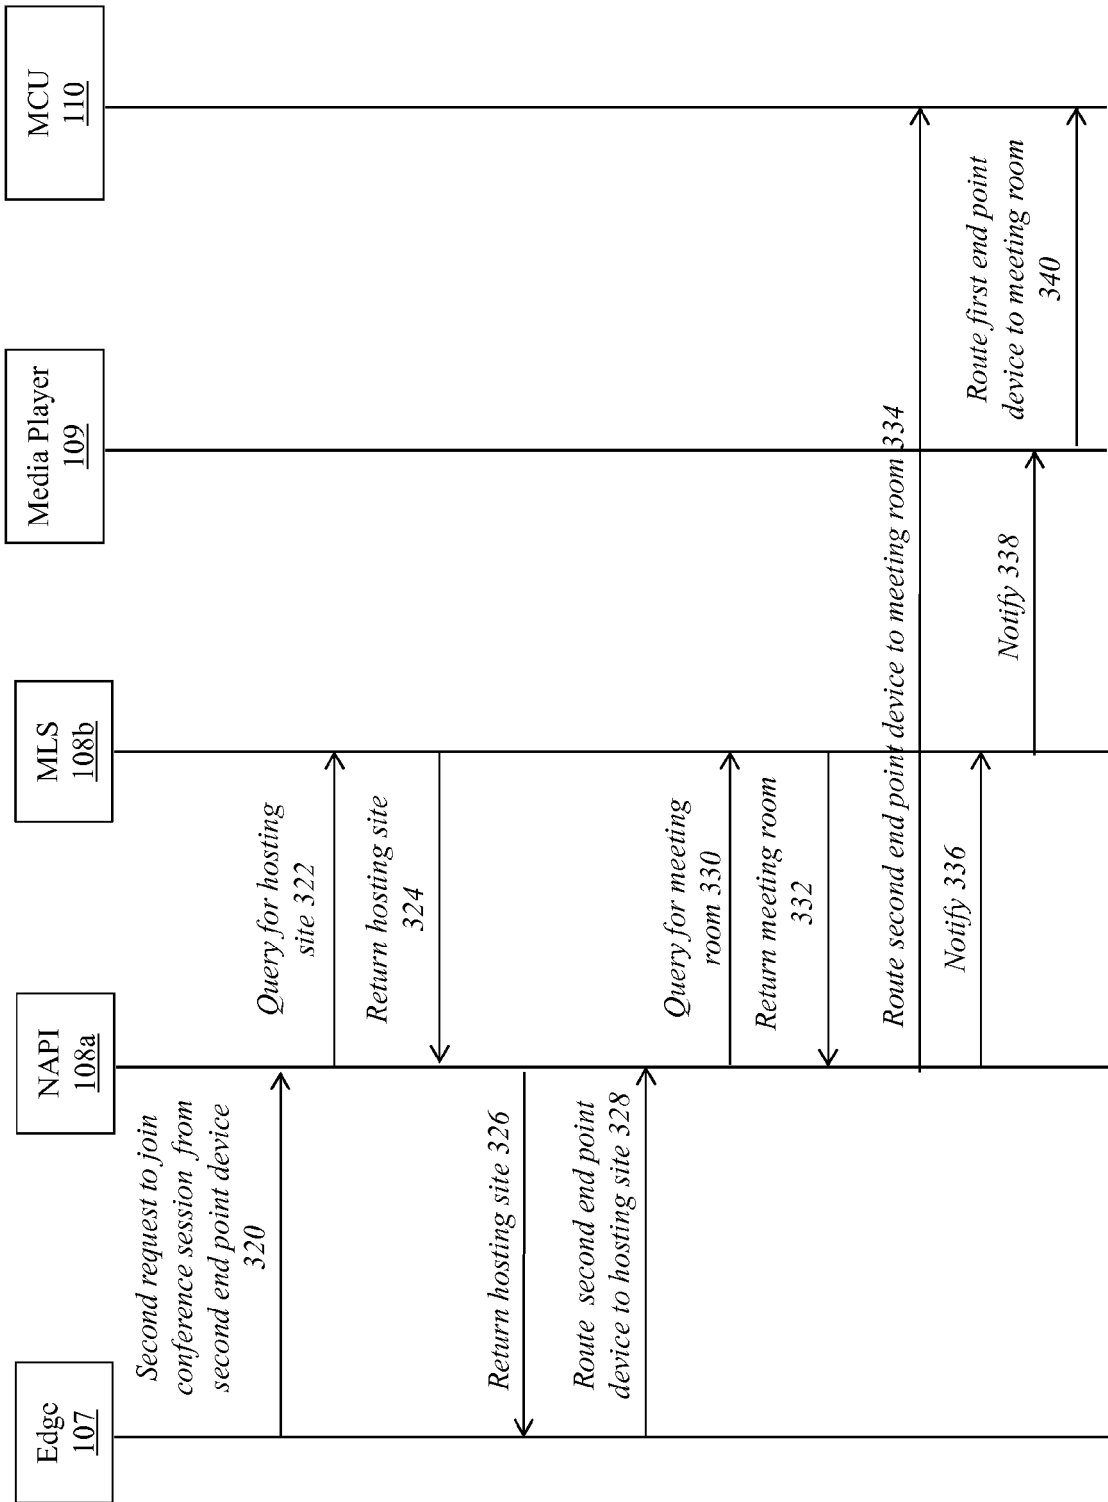 Edge
107
NAPI
108a
MLS
108b
Media Player
109
MCU
110
Second request to join
conference session from
second end point device
320
Query for hosting
site 322
Return hosting site
324
Return hosting site 326
Route second end point
device to hosting site 328
Query for meeting
room 330
Return meeting room
332
Route second end point device to meeting room 334
Notify 336
Notify 338
Route first end point
device to meeting room
340